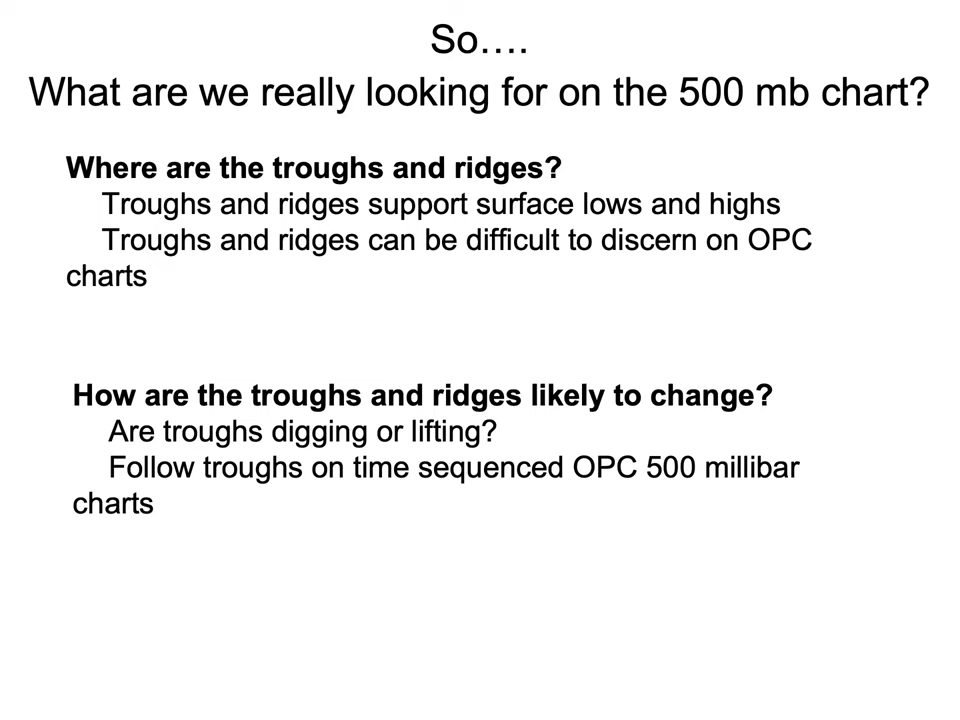 So….
What are we really looking for on the 500 mb chart?
Where are the troughs and ridges?
Troughs and ridges support surface lows and highs
Troughs and ridges can be difficult to discern on OPC
charts
How are the troughs and ridges likely to change?
Are troughs digging or lifting?
Follow troughs on time sequenced OPC 500 millibar
charts